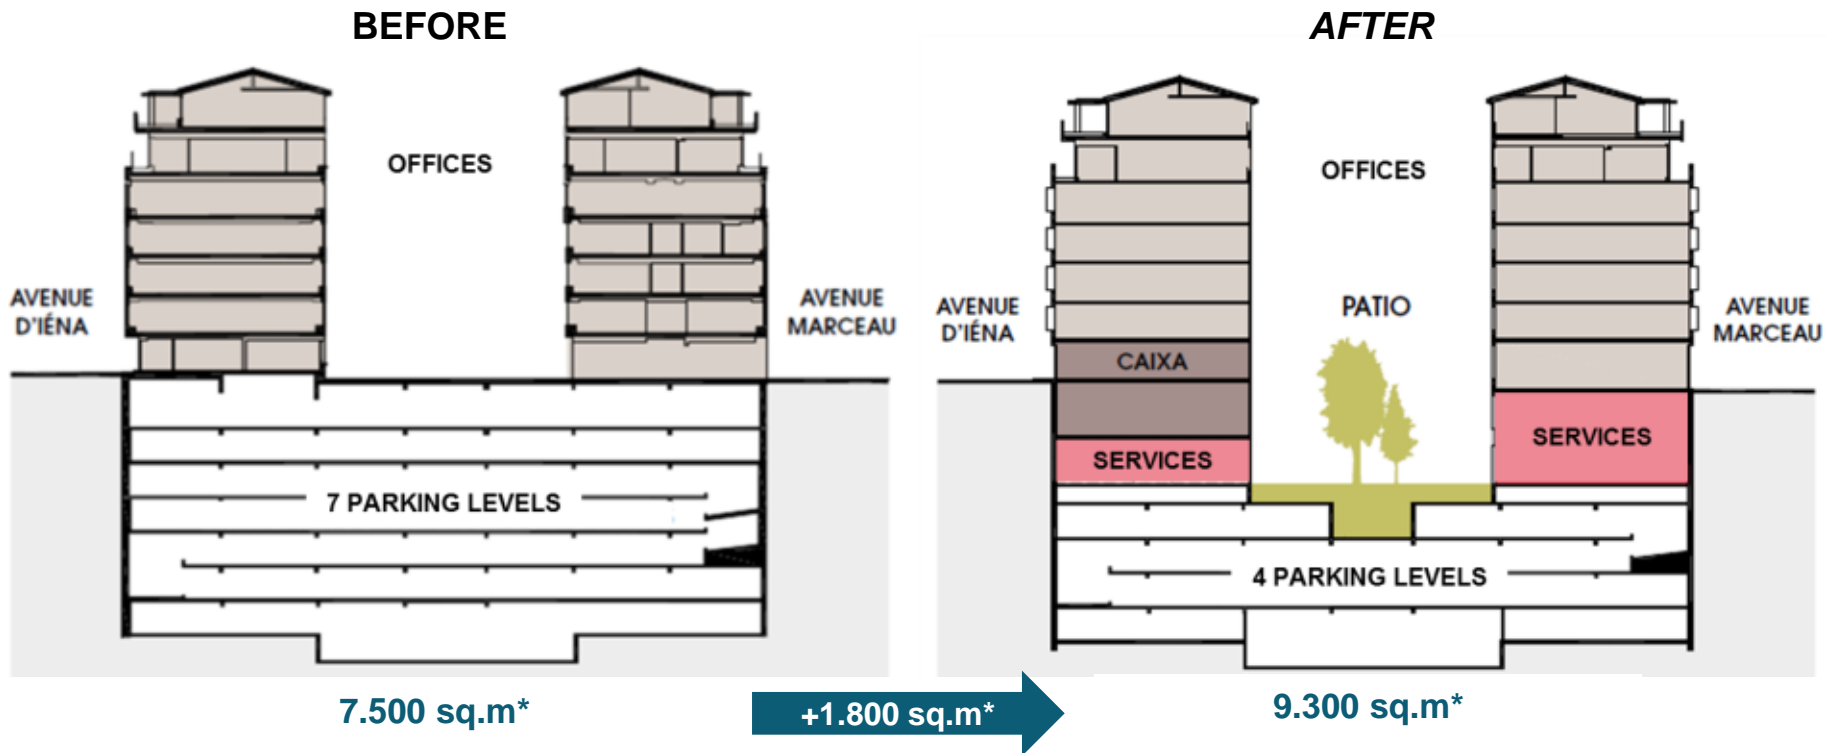 BEFORE
OFFICES
AVENUE
D'IÉNA
AVENUE
MARCEAU
7 PARKING LEVELS
7.500 sq.m*
+1.800 sq.m*
AFTER
OFFICES
PATIO
AVENUE
D'IÉNA
AVENUE
MARCEAU
CAIXA
SERVICES
SERVICES
4 PARKING LEVELS
9.300 sq.m*